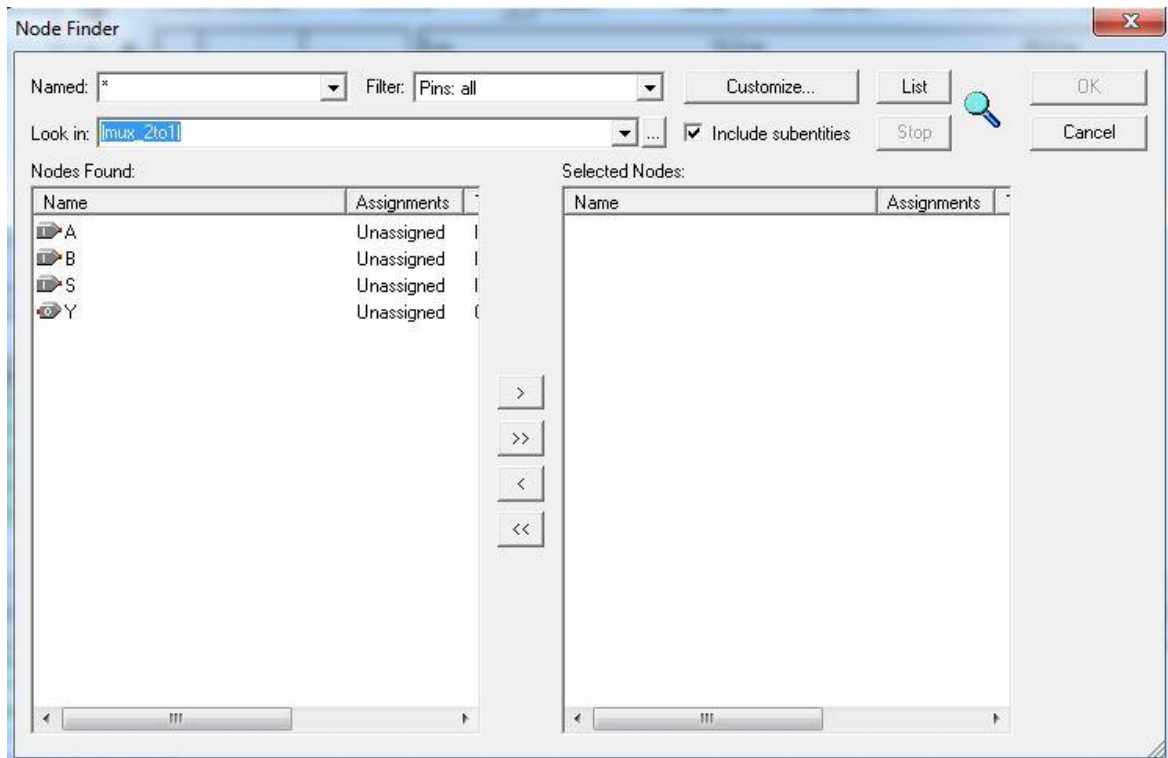 Node Finder
Named: * Filter: Pins: all Customize... List OK
Look in: |mux_2to1| ... Include subentities Stop Cancel
Nodes Found: Selected Nodes:
Name Assignments Name Assignments
A Unassigned
B Unassigned
S Unassigned
Y Unassigned
>
>>
<
<<